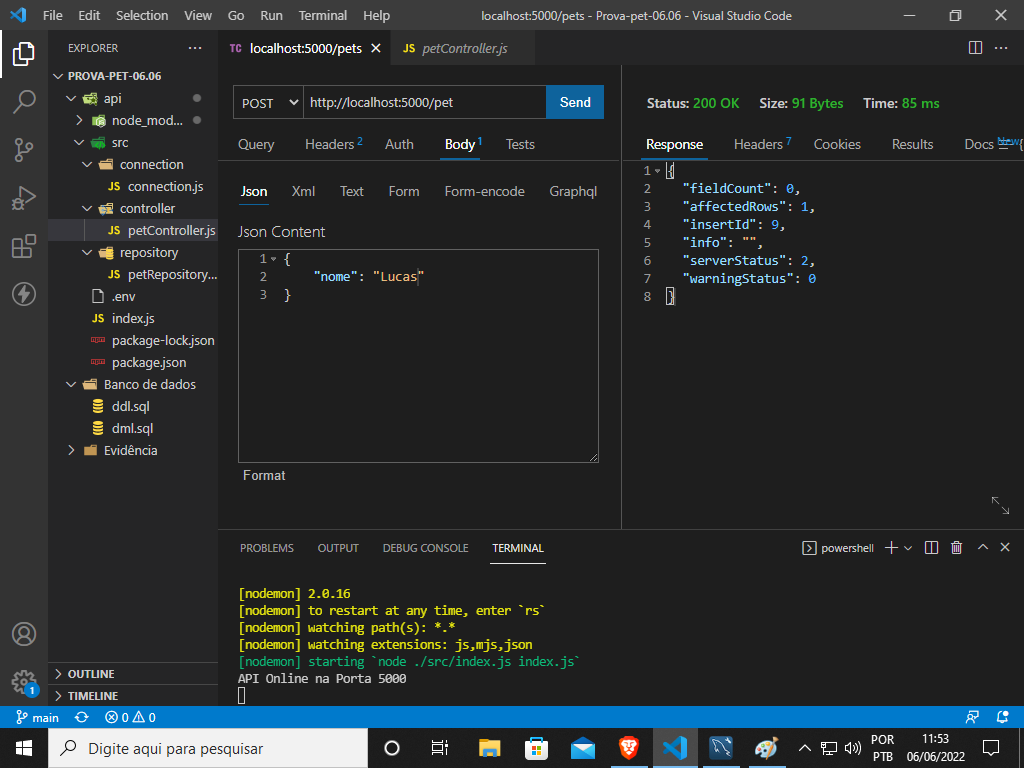 File Edit Selection View Go Run Terminal Help localhost:5000/pets - Prova-pet-06.06 - Visual Studio Code
EXPLORER
PROVA-PET-06.06
api
node_mod...
src
connection
JS connection.js
controller
JS petController.js
repository
JS petRepository...
.env
JS index.js
package-lock.json
package.json
Banco de dados
ddl.sql
dml.sql
Evidência
OUTLINE
TIMELINE
TC localhost:5000/pets
JS petController.js
POST http://localhost:5000/pet Send
Query Headers 2 Auth Body 1 Tests
Json Xml Text Form Form-encode Graphql
Json Content
1 {
2 "nome": "Lucas"
3 }
Format
Status: 200 OK Size: 91 Bytes Time: 85 ms
Response Headers 7 Cookies Results Docs New {
1 {
2 "fieldCount": 0,
3 "affectedRows": 1,
4 "insertId": 9,
5 "info": "",
6 "serverStatus": 2,
7 "warningStatus": 0
8 }
PROBLEMS OUTPUT DEBUG CONSOLE TERMINAL powershell
[nodemon] 2.0.16
[nodemon] to restart at any time, enter `rs`
[nodemon] watching path(s): *.*
[nodemon] watching extensions: js,mjs,json
[nodemon] starting `node ./src/index.js index.js`
API Online na Porta 5000
1
main 0 0
Digite aqui para pesquisar
POR
PTB
11:53
06/06/2022